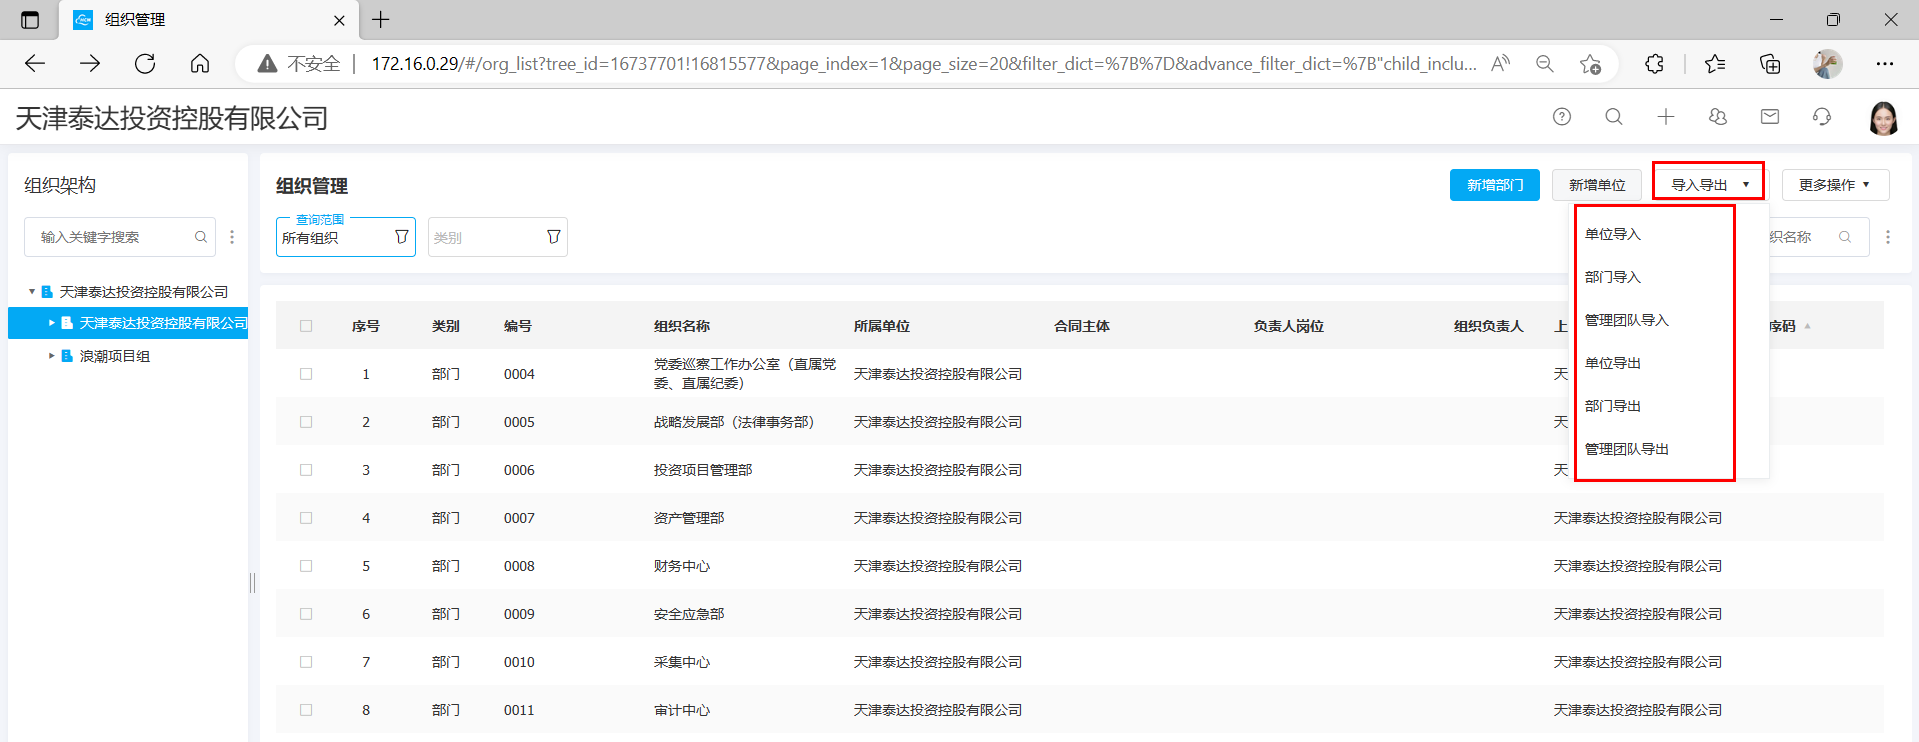 组织管理
不安全
172.16.0.29/#/org_list?tree_id=16737701!16815577&page_index=1&page_size=20&filter_dict=%7B%7D&advance_filter_dict=%7B"child_inclu...
天津泰达投资控股有限公司
组织架构
输入关键字搜索
天津泰达投资控股有限公司
天津泰达投资控股有限公司
浪潮项目组
组织管理
新增部门 新增单位 导入导出 更多操作
查询范围
所有组织 类别 织名称
单位导入
部门导入
管理团队导入
单位导出
部门导出
管理团队导出
序号 类别 编号 组织名称 所属单位 合同主体 负责人岗位 组织负责人 上 序码
1 部门 0004 党委巡察工作办公室（直属党委、直属纪委） 天津泰达投资控股有限公司 天
2 部门 0005 战略发展部（法律事务部） 天津泰达投资控股有限公司 天
3 部门 0006 投资项目管理部 天津泰达投资控股有限公司 天
4 部门 0007 资产管理部 天津泰达投资控股有限公司 天津泰达投资控股有限公司
5 部门 0008 财务中心 天津泰达投资控股有限公司 天津泰达投资控股有限公司
6 部门 0009 安全应急部 天津泰达投资控股有限公司 天津泰达投资控股有限公司
7 部门 0010 采集中心 天津泰达投资控股有限公司 天津泰达投资控股有限公司
8 部门 0011 审计中心 天津泰达投资控股有限公司 天津泰达投资控股有限公司